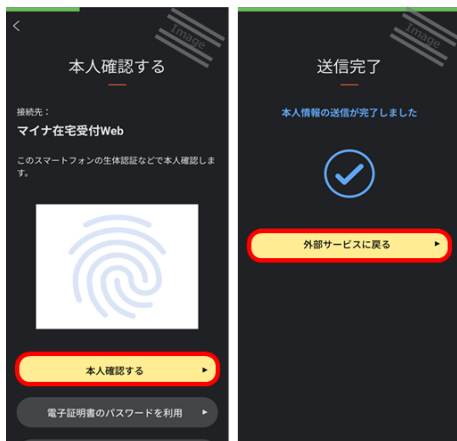 Image
本人確認する
接続先：
マイナ在宅受付Web
このスマートフォンの生体認証などで本人確認しま
す。
本人確認する
電子証明書のパスワードを利用
Image
送信完了
本人情報の送信が完了しました
外部サービスに戻る